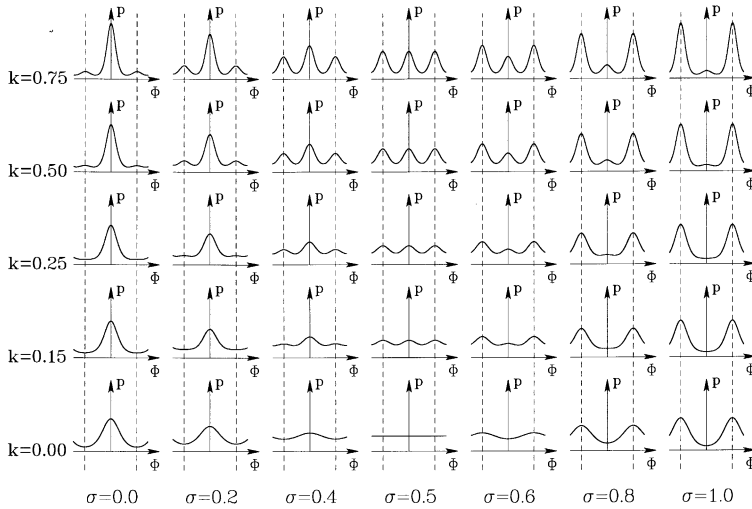 p p p p p p p
k=0.75 Φ Φ Φ Φ Φ Φ Φ
p p p p p p p
k=0.50 Φ Φ Φ Φ Φ Φ Φ
p p p p p p p
k=0.25 Φ Φ Φ Φ Φ Φ Φ
p p p p p p p
k=0.15 Φ Φ Φ Φ Φ Φ Φ
p p p p p p p
k=0.00 Φ Φ Φ Φ Φ Φ Φ
σ=0.0 σ=0.2 σ=0.4 σ=0.5 σ=0.6 σ=0.8 σ=1.0